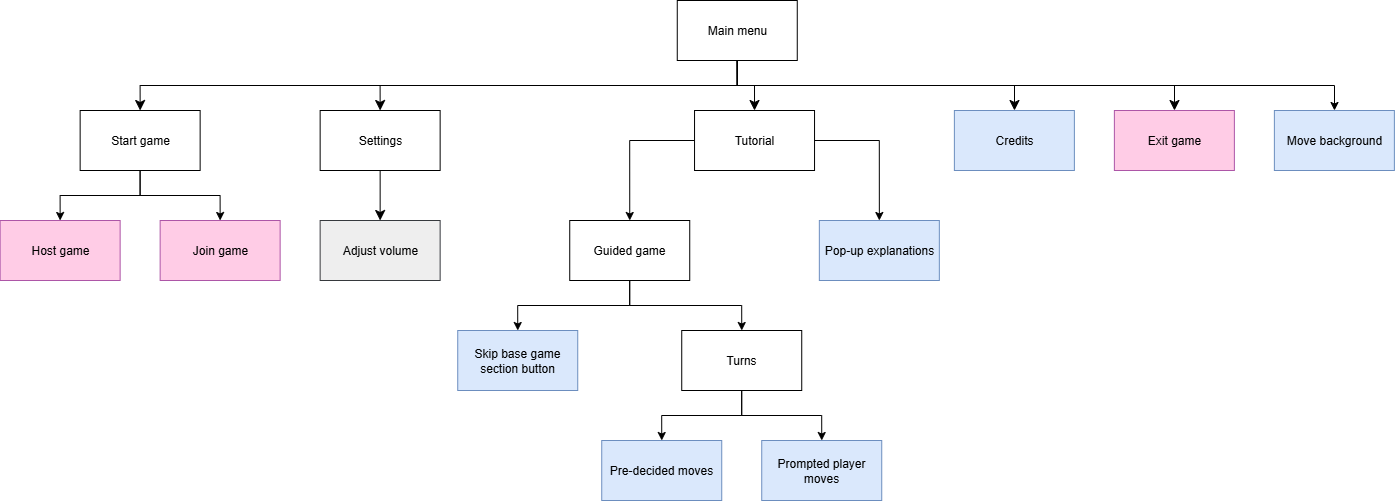 Main menu
Start game
Settings
Tutorial
Credits
Exit game
Move background
Host game
Join game
Adjust volume
Guided game
Pop-up explanations
Skip base game
section button
Turns
Pre-decided moves
Prompted player
moves